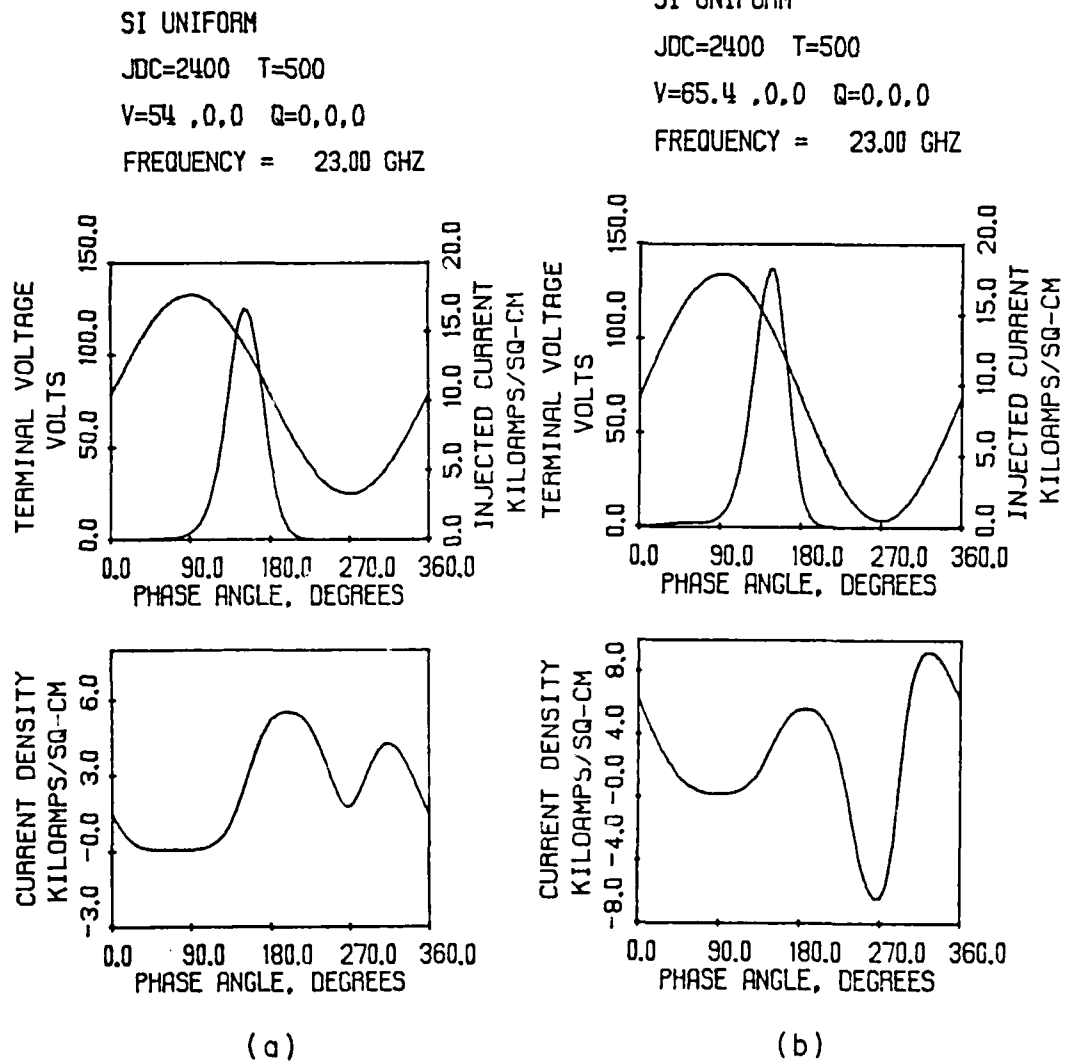 SI UNIFORM
JDC=2400 T=500
V=54 ,0,0 Q=0,0,0
FREQUENCY = 23.00 GHZ
TERMINAL VOLTAGE
VOLTS
150.0
100.0
50.0
0.0
20.0
15.0
10.0
5.0
0.0
INJECTED CURRENT
KILOAMPS/SQ-CM
0.0 90.0 180.0 270.0 360.0
PHASE ANGLE, DEGREES
CURRENT DENSITY
KILOAMPS/SQ-CM
6.0
3.0
-0.0
-3.0
0.0 90.0 180.0 270.0 360.0
PHASE ANGLE, DEGREES
(a)
SI UNIFORM
JDC=2400 T=500
V=65.4 ,0,0 Q=0,0,0
FREQUENCY = 23.00 GHZ
TERMINAL VOLTAGE
VOLTS
150.0
100.0
50.0
0.0
20.0
15.0
10.0
5.0
0.0
INJECTED CURRENT
KILOAMPS/SQ-CM
0.0 90.0 180.0 270.0 360.0
PHASE ANGLE, DEGREES
CURRENT DENSITY
KILOAMPS/SQ-CM
8.0
4.0
-0.0
-4.0
-8.0
0.0 90.0 180.0 270.0 360.0
PHASE ANGLE, DEGREES
(b)